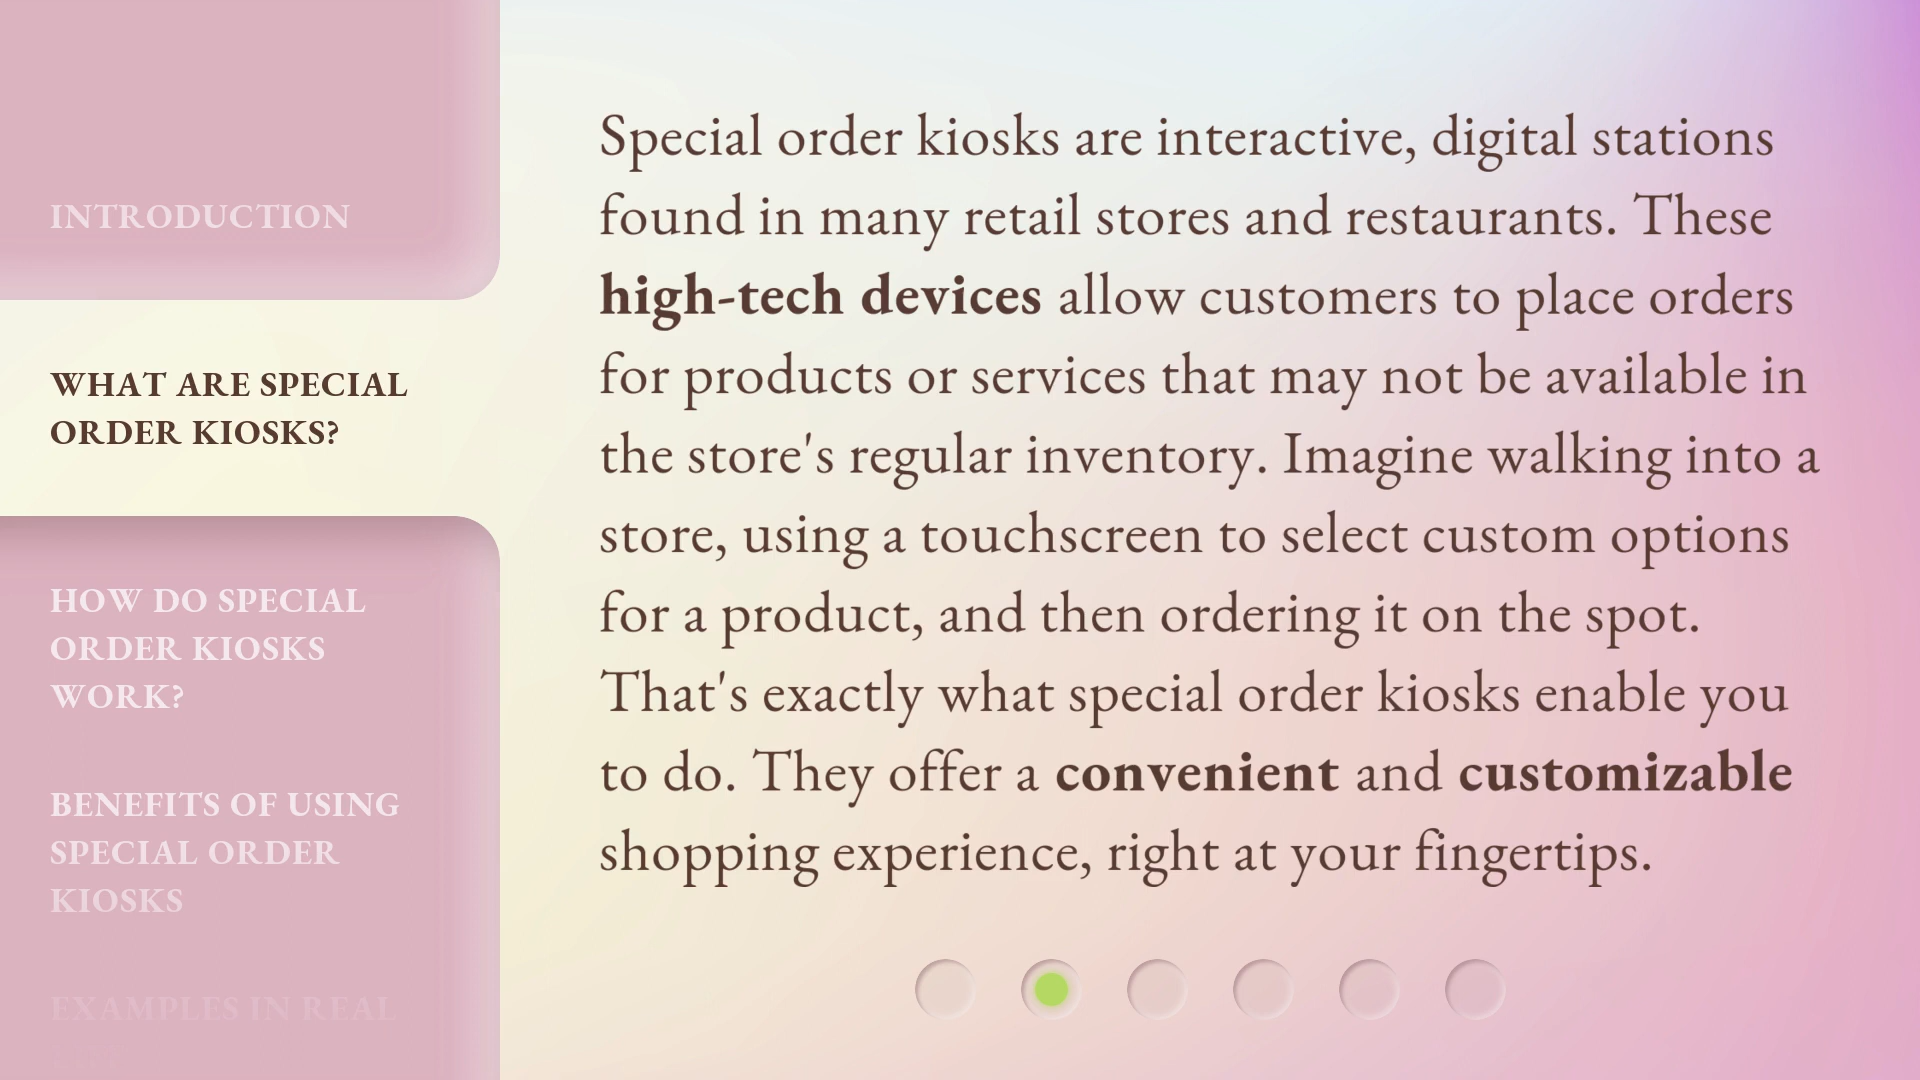 INTRODUCTION
WHAT ARE SPECIAL
ORDER KIOSKS?
HOW DO SPECIAL
ORDER KIOSKS
WORK?
BENEFITS OF USING
SPECIAL ORDER
KIOSKS
EXAMPLES IN REAL
LIFE
Special order kiosks are interactive, digital stations
found in many retail stores and restaurants. These
high-tech devices allow customers to place orders
for products or services that may not be available in
the store's regular inventory. Imagine walking into a
store, using a touchscreen to select custom options
for a product, and then ordering it on the spot.
That's exactly what special order kiosks enable you
to do. They offer a convenient and customizable
shopping experience, right at your fingertips.